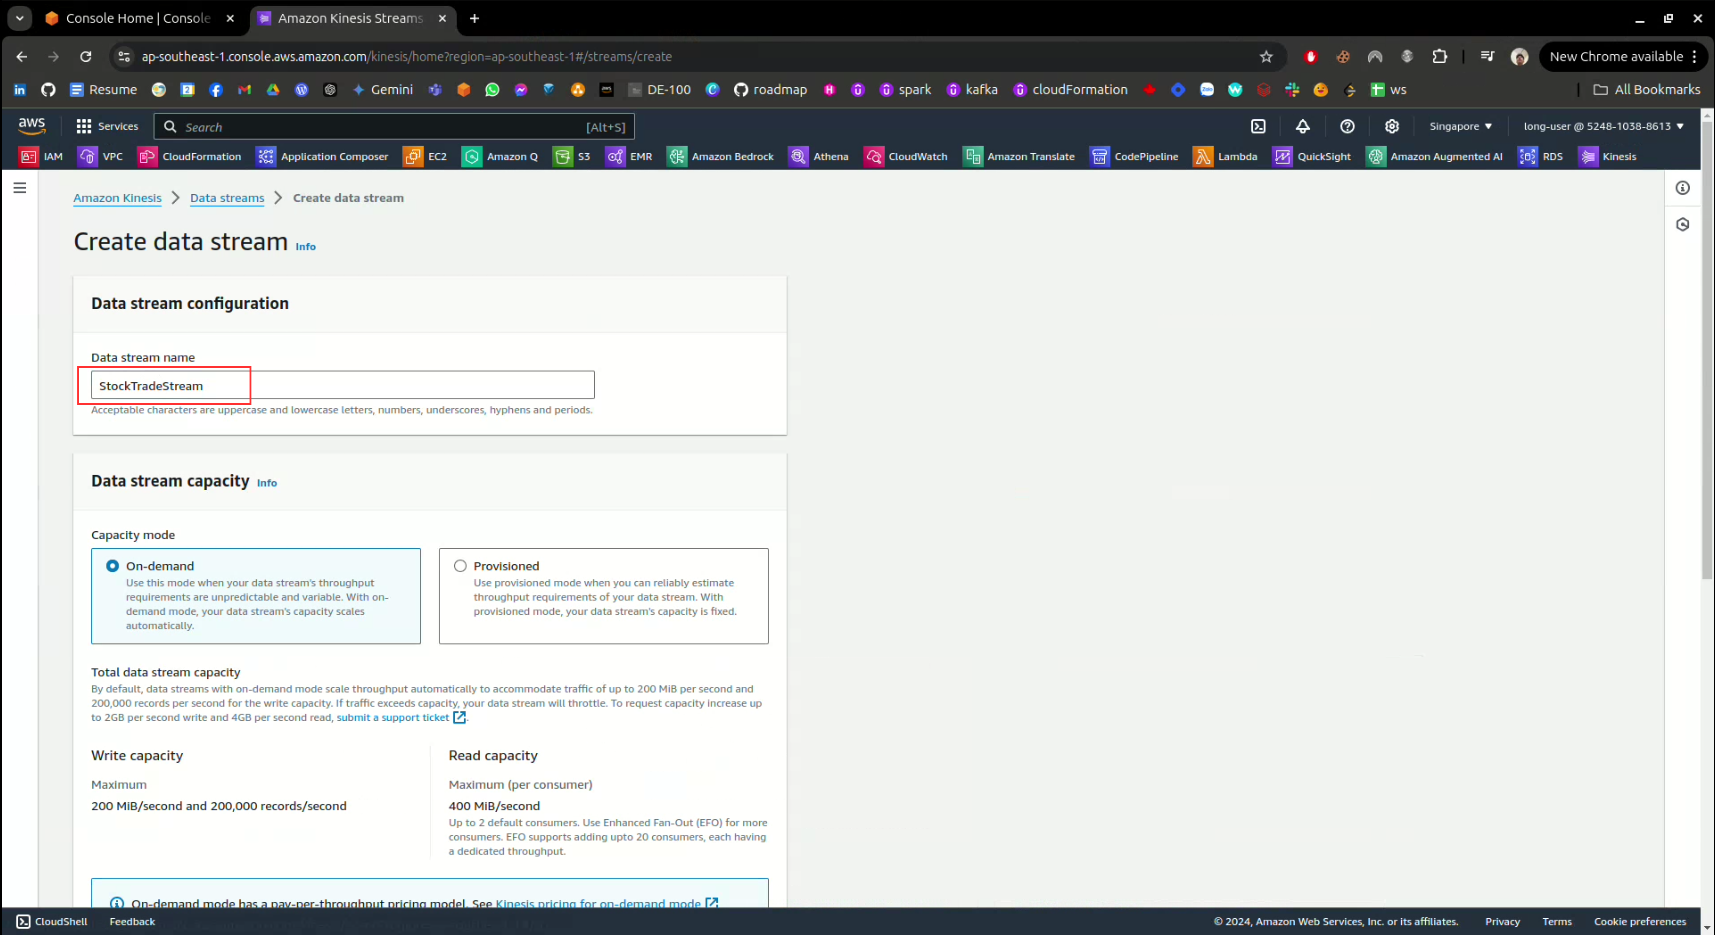 Console Home | Console
Amazon Kinesis Streams
ap-southeast-1.console.aws.amazon.com/kinesis/home?region=ap-southeast-1#/streams/create
New Chrome available
Resume
Gemini
DE-100
roadmap
spark
kafka
cloudFormation
ws
All Bookmarks
aws
Services
Search
[Alt+S]
Singapore
long-user @ 5248-1038-8613
IAM
VPC
CloudFormation
Application Composer
EC2
Amazon Q
S3
EMR
Amazon Bedrock
Athena
CloudWatch
Amazon Translate
CodePipeline
Lambda
QuickSight
Amazon Augmented AI
RDS
Kinesis
Amazon Kinesis > Data streams > Create data stream
Create data stream Info
Data stream configuration
Data stream name
StockTradeStream
Acceptable characters are uppercase and lowercase letters, numbers, underscores, hyphens and periods.
Data stream capacity Info
Capacity mode
On-demand
Use this mode when your data stream's throughput
requirements are unpredictable and variable. With on-
demand mode, your data stream's capacity scales
automatically.
Provisioned
Use provisioned mode when you can reliably estimate
throughput requirements of your data stream. With
provisioned mode, your data stream's capacity is fixed.
Total data stream capacity
By default, data streams with on-demand mode scale throughput automatically to accommodate traffic of up to 200 MiB per second and
200,000 records per second for the write capacity. If traffic exceeds capacity, your data stream will throttle. To request capacity increase up
to 2GB per second write and 4GB per second read, submit a support ticket.
Write capacity
Maximum
200 MiB/second and 200,000 records/second
Read capacity
Maximum (per consumer)
400 MiB/second
Up to 2 default consumers. Use Enhanced Fan-Out (EFO) for more
consumers. EFO supports adding upto 20 consumers, each having
a dedicated throughput.
On-demand mode has a pay-per-throughput pricing model. See Kinesis pricing for on-demand mode
CloudShell
Feedback
© 2024, Amazon Web Services, Inc. or its affiliates.
Privacy
Terms
Cookie preferences